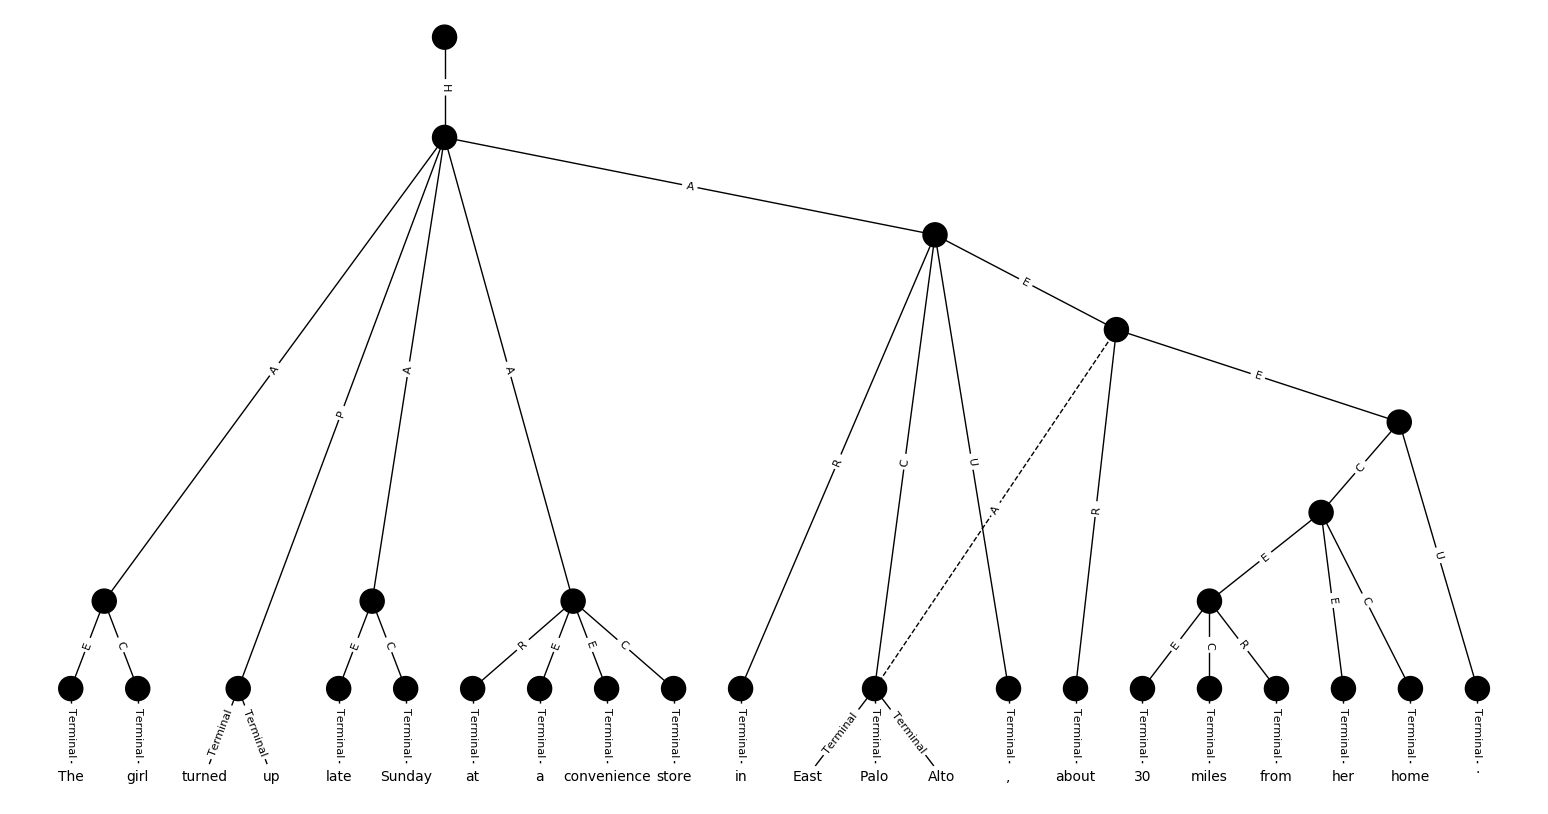 H
A
A
P
A
A
E
E
R
C
U
A
R
C
U
E
E
C
E
C
E
C
R
E
E
C
E
C
R
Terminal Terminal Terminal Terminal Terminal Terminal Terminal Terminal Terminal Terminal Terminal Terminal Terminal Terminal Terminal Terminal Terminal Terminal Terminal Terminal Terminal Terminal
The girl turned up late Sunday at a convenience store in East Palo Alto , about 30 miles from her home .